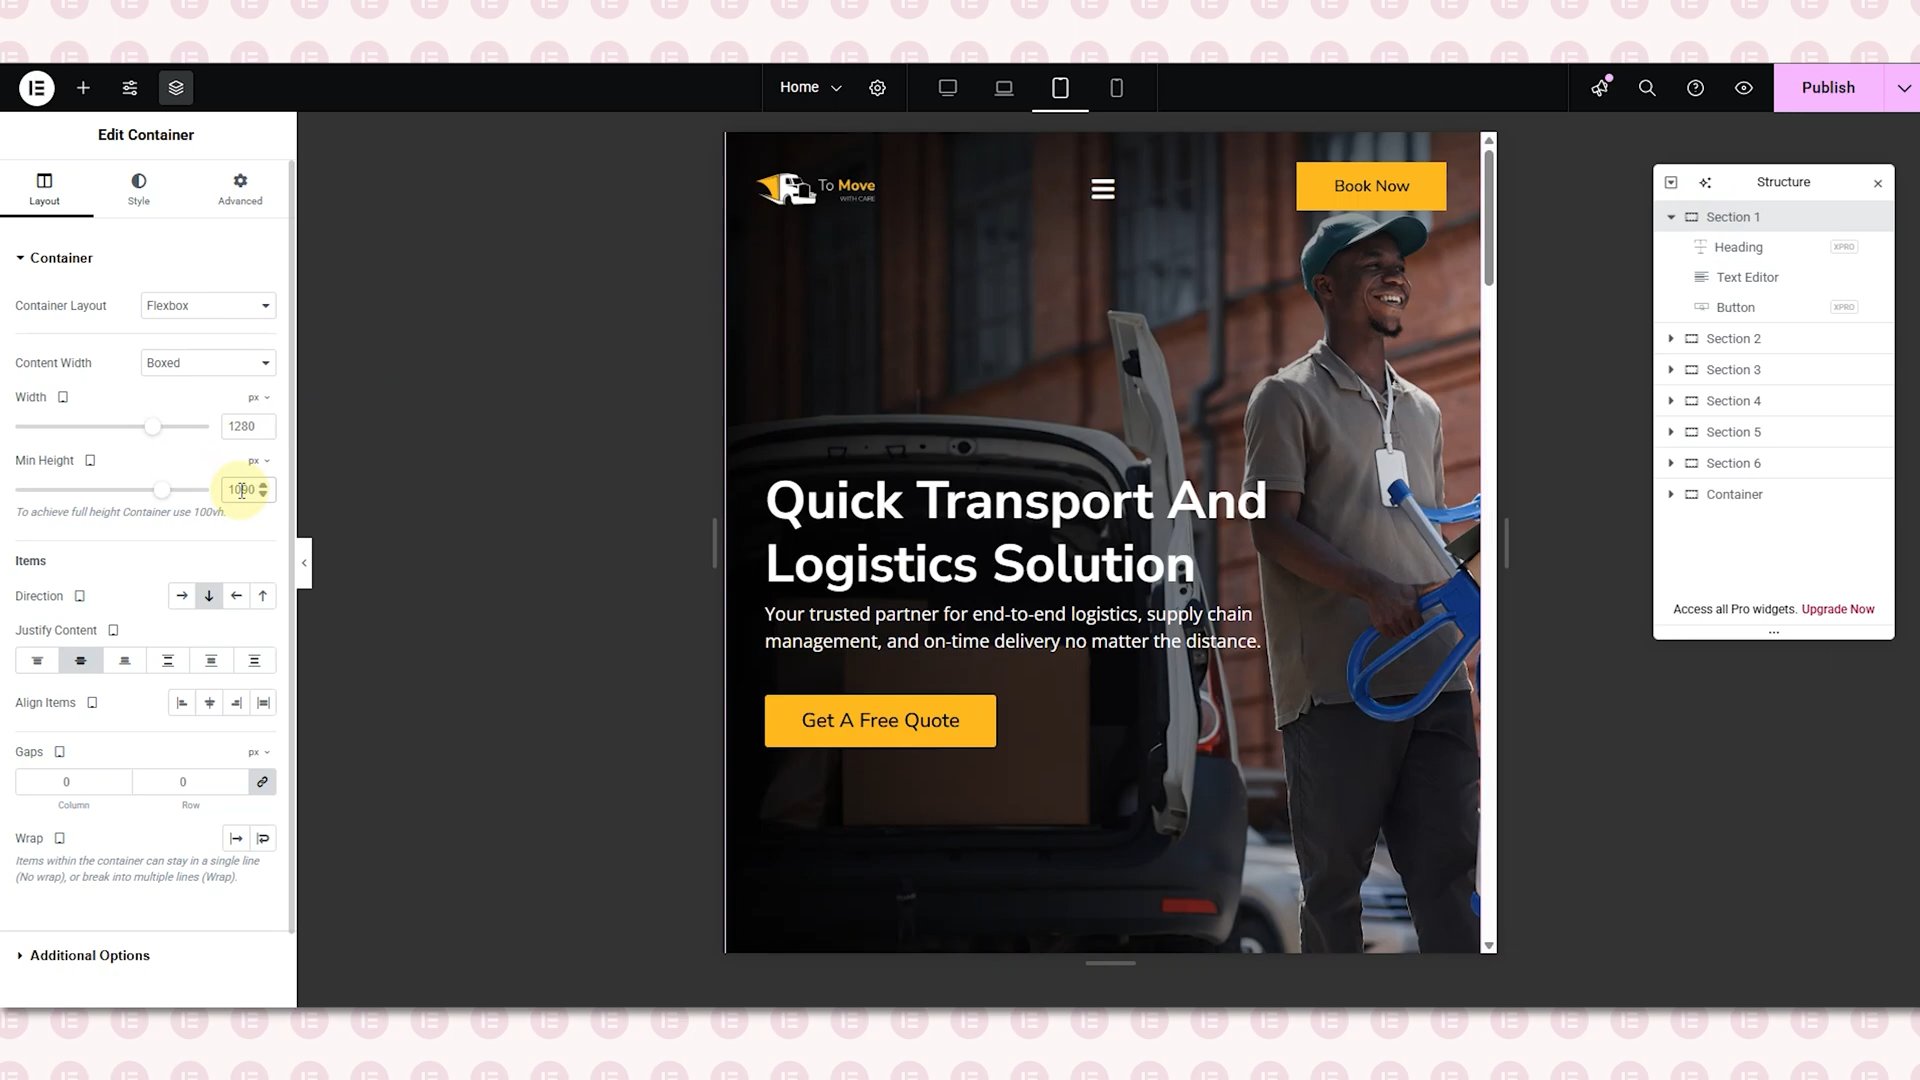 Home
Publish
Edit Container
Layout
Style
Advanced
Container
Container Layout
Flexbox
Content Width
Boxed
Width
px
1280
Min Height
px
To achieve full height Container use 100vh.
Items
Direction
Justify Content
Align Items
Gaps
px
0
0
Column
Row
Wrap
Items within the container can stay in a single line
(No wrap), or break into multiple lines (Wrap).
Additional Options
To Move
WITH CARE
Book Now
Quick Transport And
Logistics Solution
Your trusted partner for end-to-end logistics, supply chain
management, and on-time delivery no matter the distance.
Get A Free Quote
Structure
Section 1
Heading
XPRO
Text Editor
Button
XPRO
Section 2
Section 3
Section 4
Section 5
Section 6
Container
Access all Pro widgets. Upgrade Now